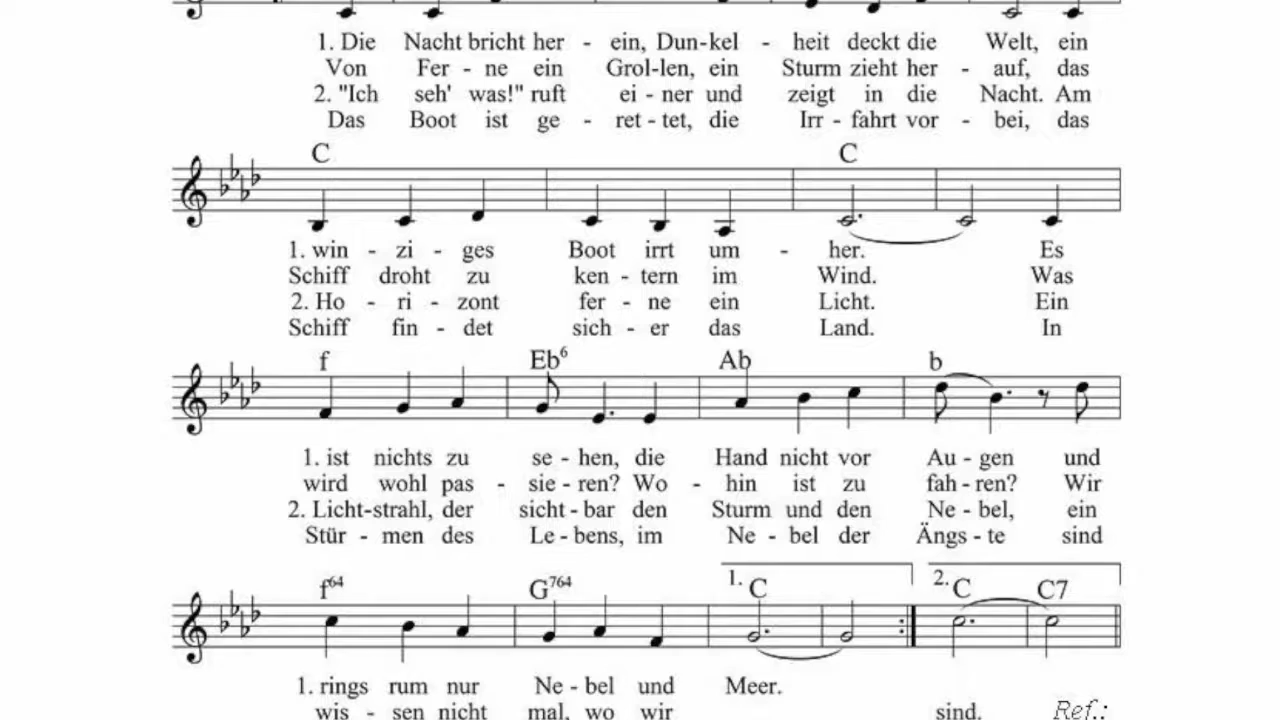 1. Die Nacht bricht her - ein, Dun-kel - heit deckt die Welt, ein
Von Fer - ne ein Grol-len, ein Sturm zieht her - auf, das
2. "Ich seh' was!" ruft ei - ner und zeigt in die Nacht. Am
Das Boot ist ge - ret - tet, die Irr - fahrt vor - bei, das
C C
1. win - zi - ges Boot irrt um - her. Es
Schiff droht zu ken - tern im Wind. Was
2. Ho - ri - zont fer - ne ein Licht. Ein
Schiff fin - det sich - er das Land. In
f Eb6 Ab b
1. ist nichts zu se - hen, die Hand nicht vor Au - gen und
wird wohl pas - sie - ren? Wo - hin ist zu fah - ren? Wir
2. Licht-strahl, der sicht - bar den Sturm und den Ne - bel, ein
Stür - men des Le - bens, im Ne - bel der Ängs - te sind
f64 G764 1. C 2. C C7
1. rings rum nur Ne - bel und Meer.
wis - sen nicht mal, wo wir sind. Ref.: